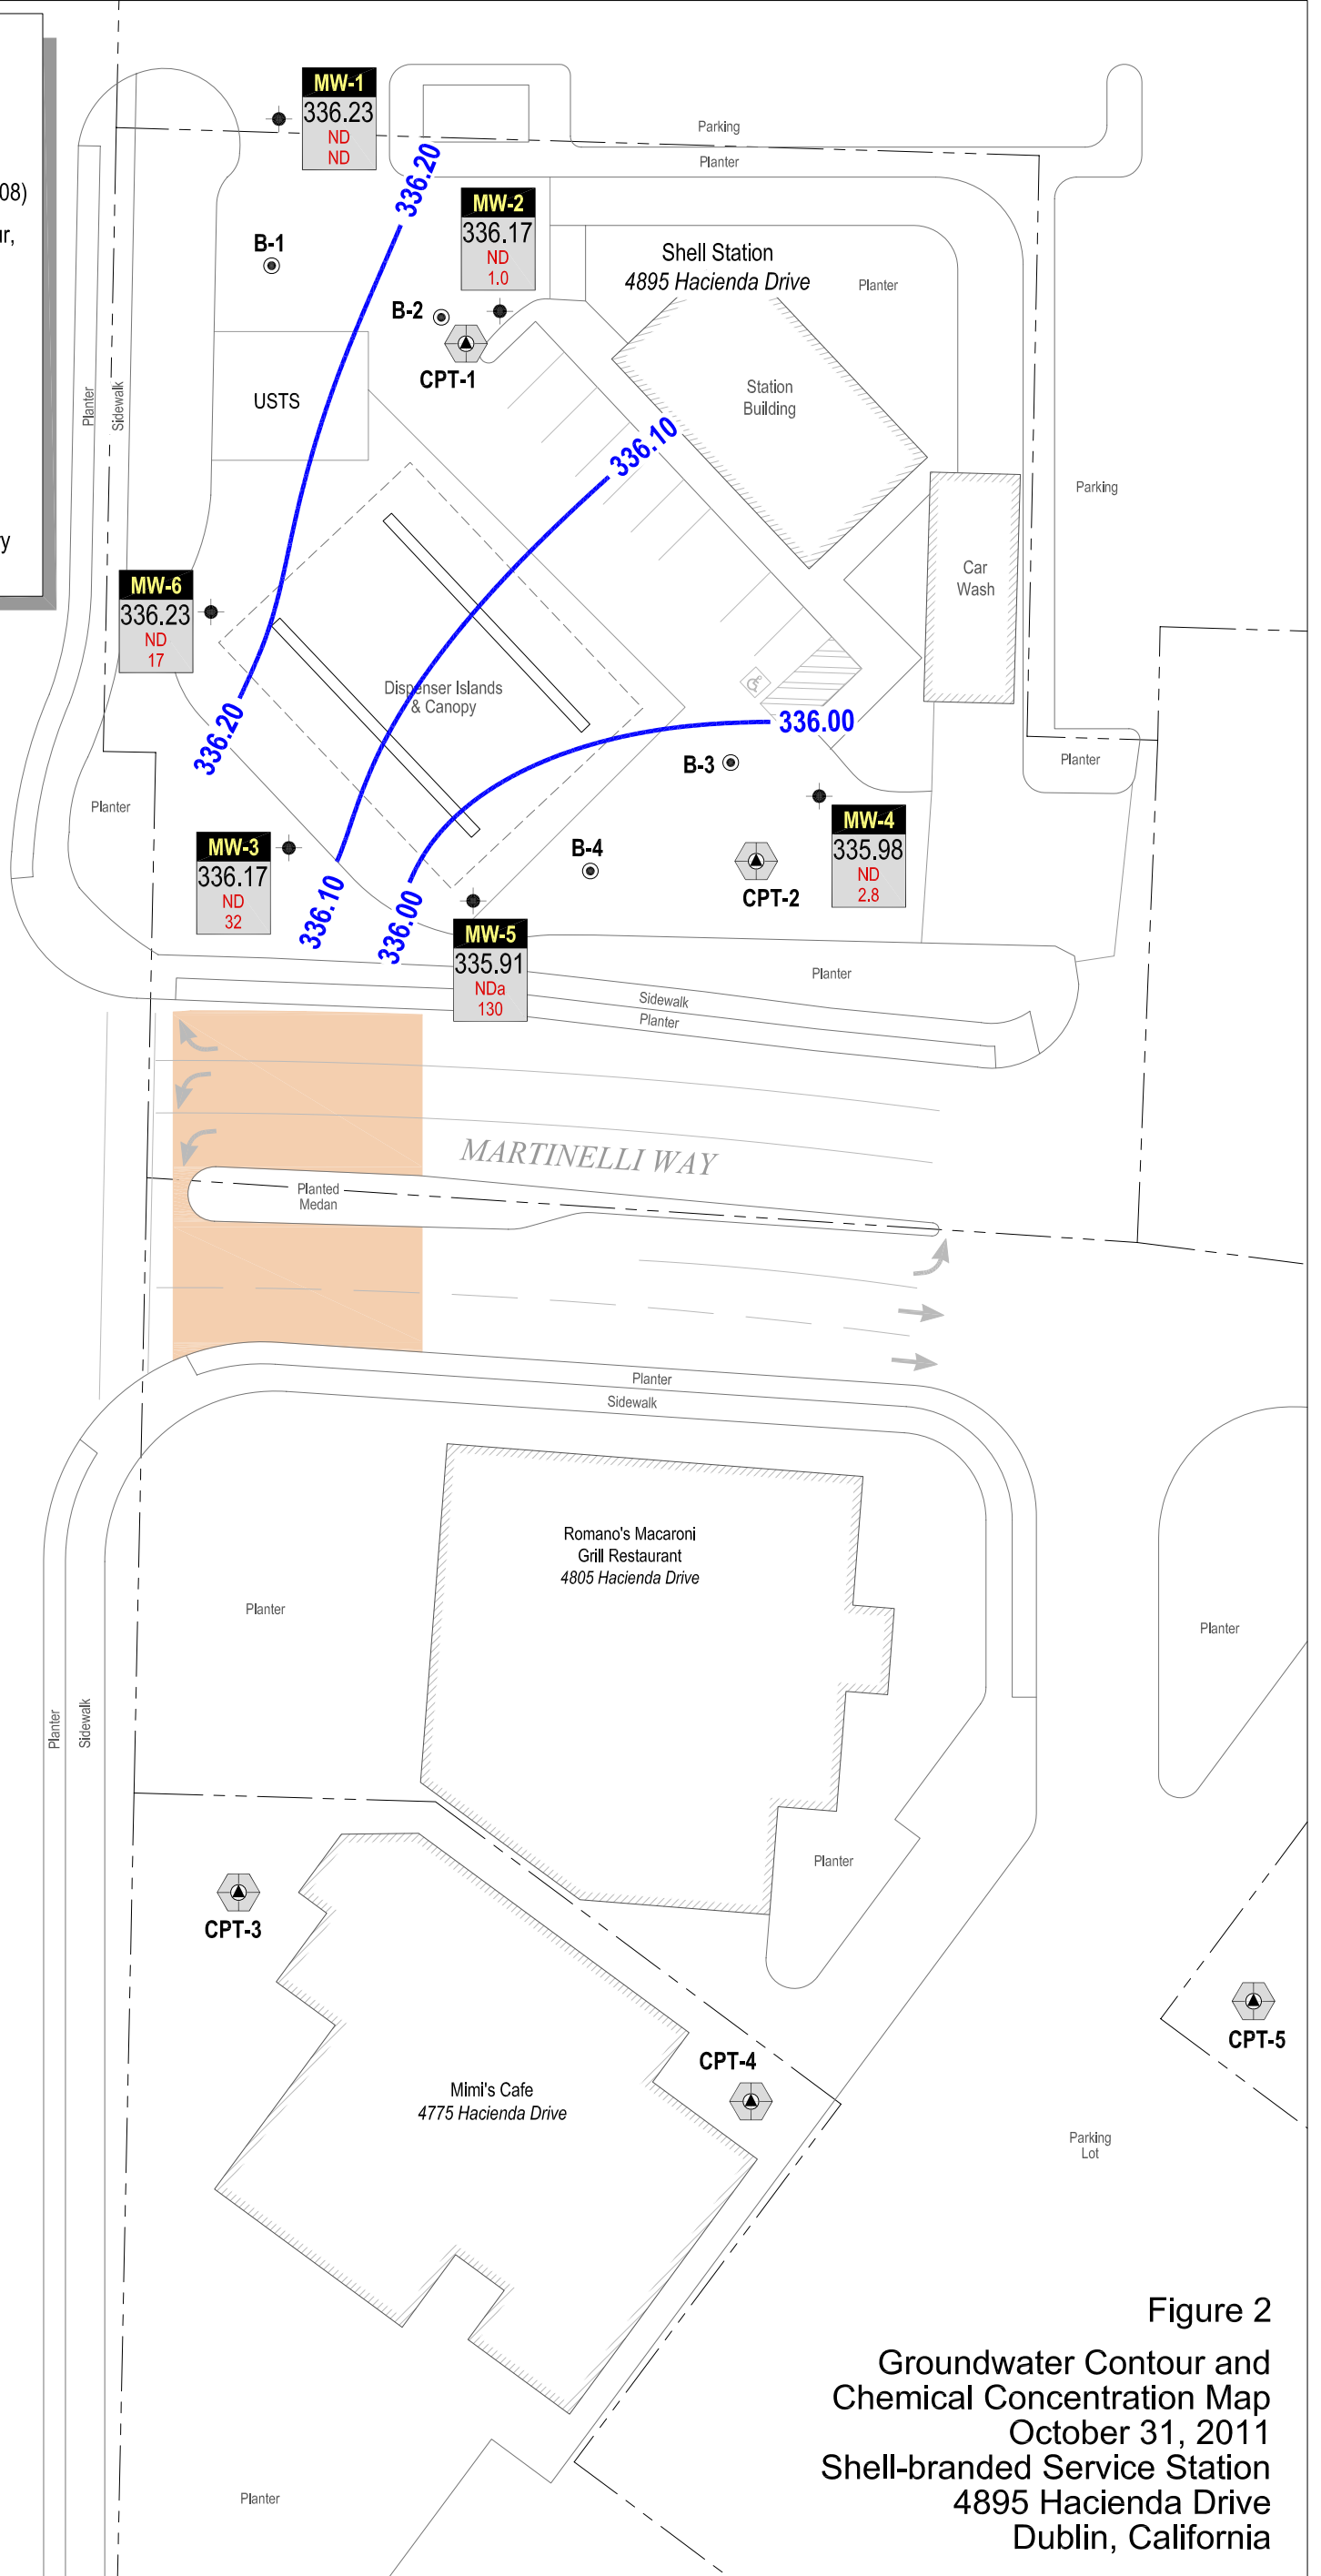 08)
ur,
y
MW-1
336.23
ND
ND
Parking
Planter
336.20
MW-2
336.17
ND
1.0
B-1
Shell Station
4895 Hacienda Drive
Planter
B-2
CPT-1
USTS
Planter
Sidewalk
Station
Building
336.10
Parking
Car
Wash
MW-6
336.23
ND
17
Dispenser Islands
& Canopy
336.20
336.00
B-3
Planter
Planter
MW-3
336.17
ND
32
MW-4
335.98
ND
2.8
B-4
CPT-2
336.10
336.00
MW-5
335.91
NDa
130
Planter
Sidewalk
Planter
MARTINELLI WAY
Planted
Medan
Planter
Sidewalk
Romano's Macaroni
Grill Restaurant
4805 Hacienda Drive
Planter
Planter
Planter
Sidewalk
Planter
CPT-3
CPT-5
CPT-4
Mimi's Cafe
4775 Hacienda Drive
Parking
Lot
Planter
Figure 2
Groundwater Contour and
Chemical Concentration Map
October 31, 2011
Shell-branded Service Station
4895 Hacienda Drive
Dublin, California